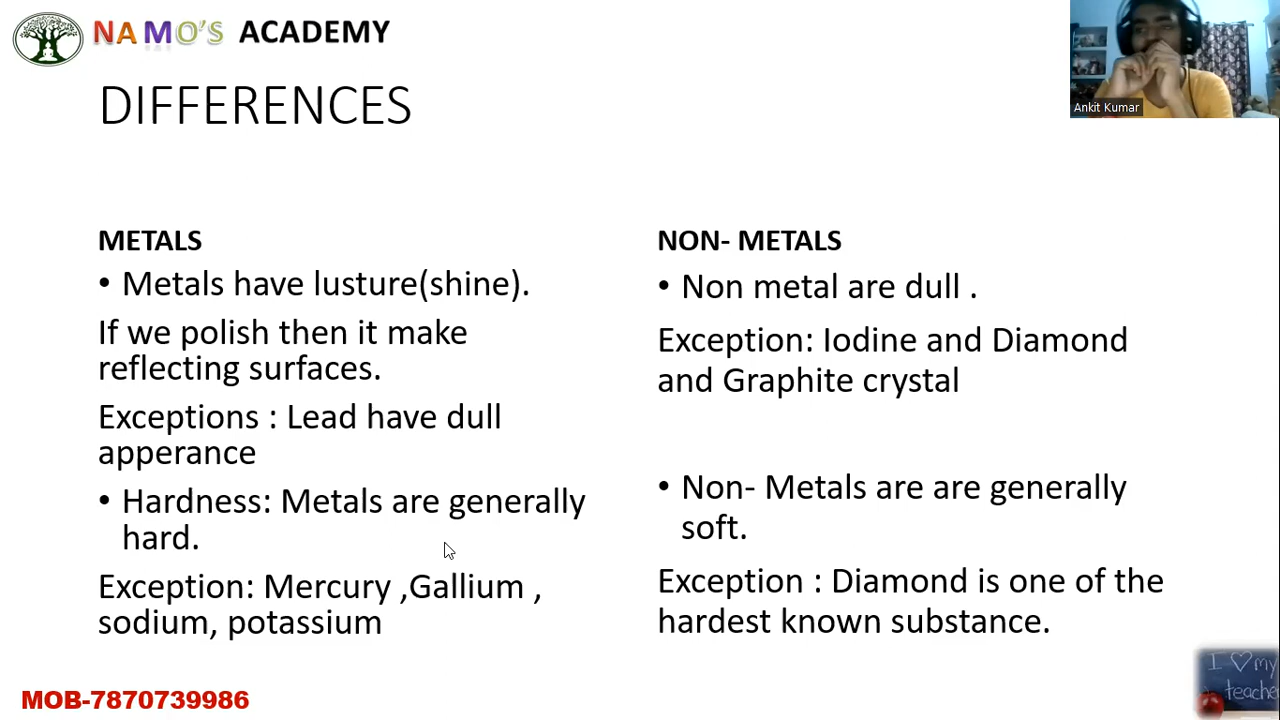 NAMO'S ACADEMY
Ankit Kumar
DIFFERENCES
METALS
• Metals have lusture(shine).
If we polish then it make
reflecting surfaces.
Exceptions : Lead have dull
apperance
• Hardness: Metals are generally
hard.
Exception: Mercury ,Gallium ,
sodium, potassium
NON- METALS
• Non metal are dull .
Exception: Iodine and Diamond
and Graphite crystal
• Non- Metals are are generally
soft.
Exception : Diamond is one of the
hardest known substance.
MOB-7870739986
I ♡ my
teache